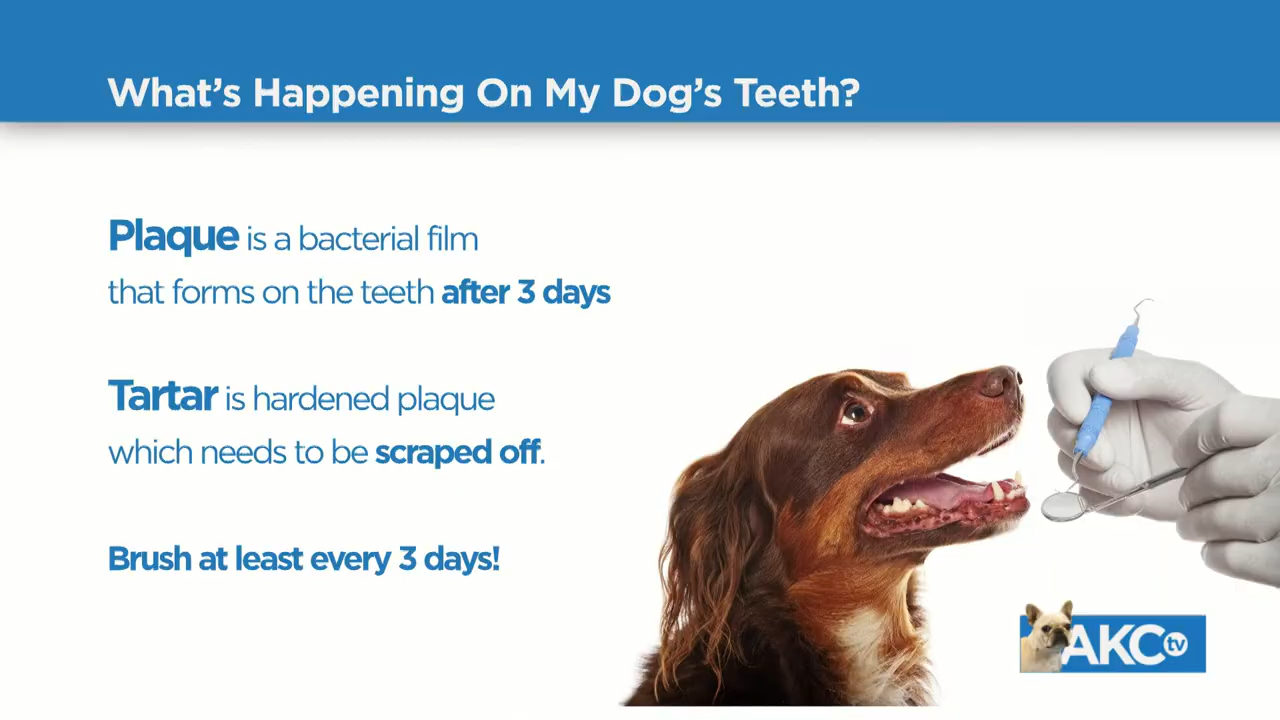 What’s Happening On My Dog’s Teeth?
Plaque is a bacterial film
that forms on the teeth after 3 days
Tartar is hardened plaque
which needs to be scraped off.
Brush at least every 3 days!
AKC tv